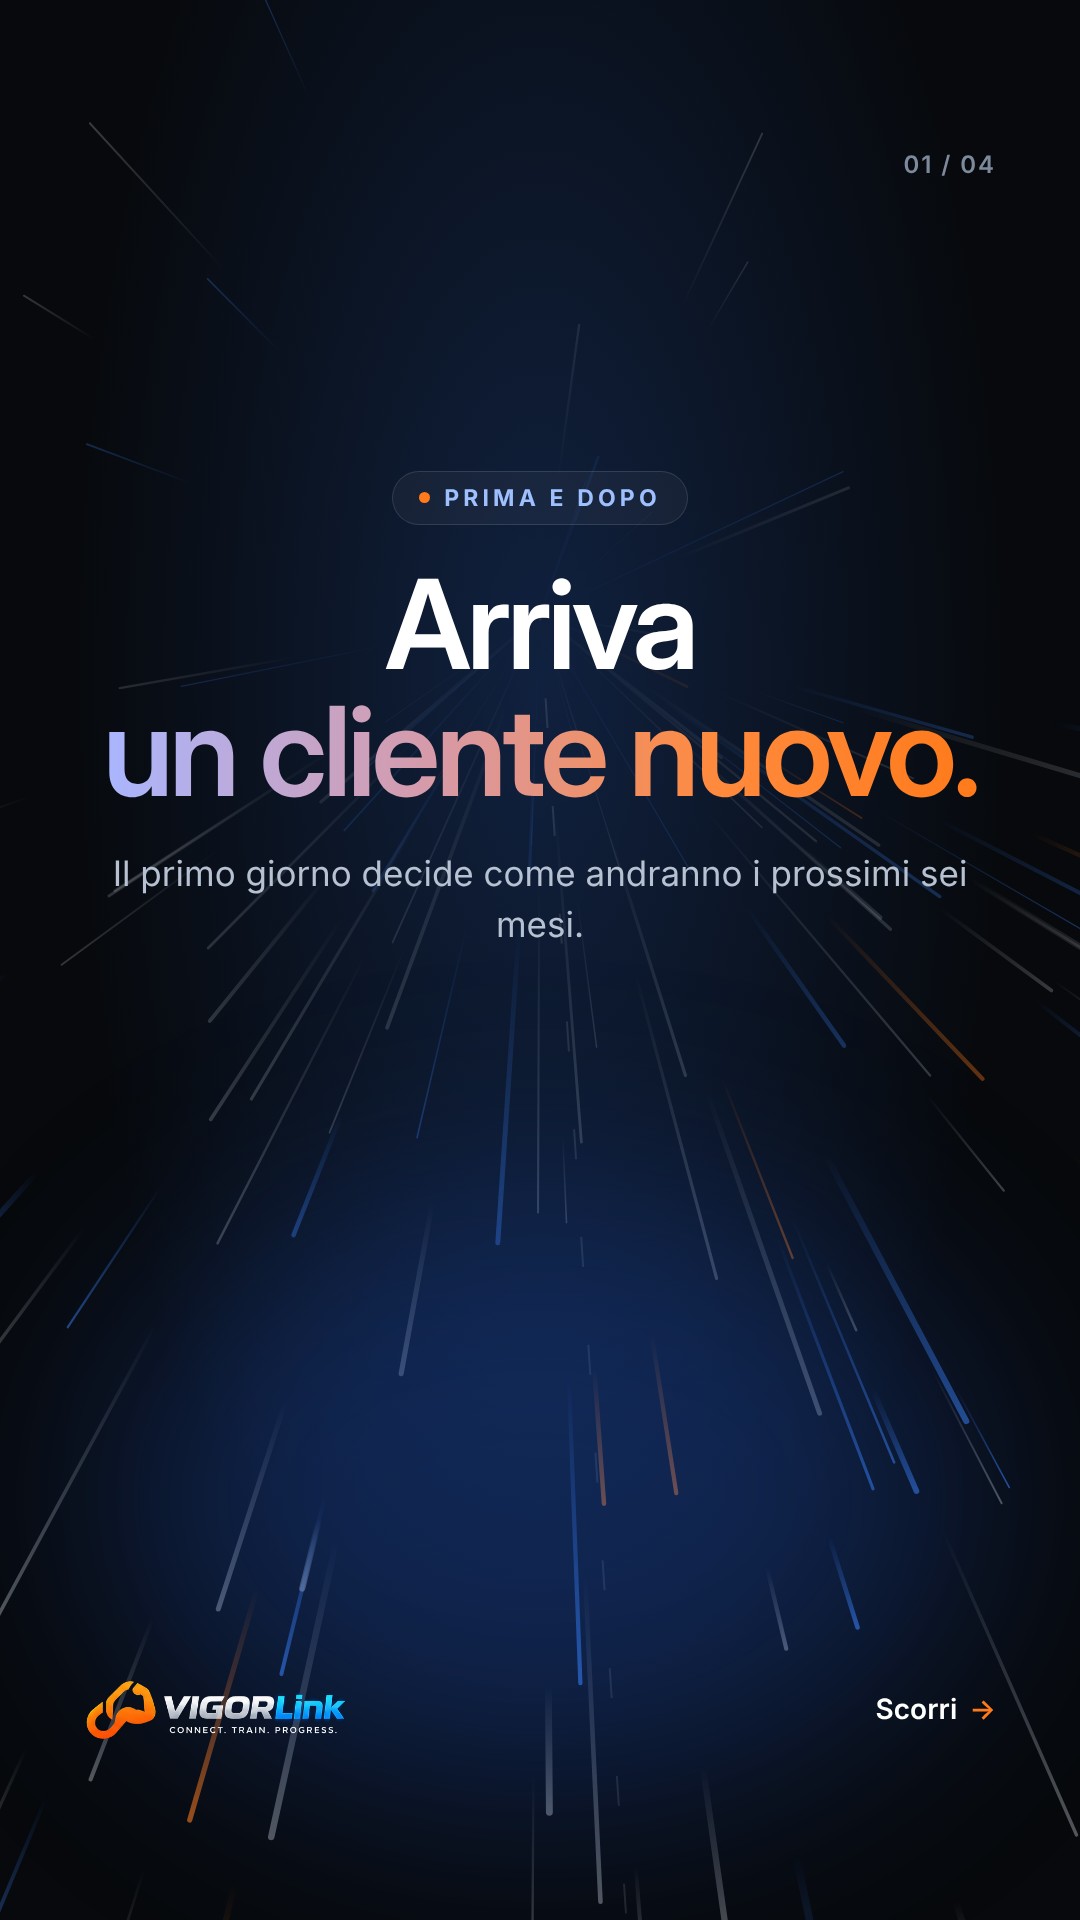 01 / 04
PRIMA E DOPO
Arriva
un cliente nuovo.
Il primo giorno decide come andranno i prossimi sei
mesi.
VIGORLink
CONNECT. TRAIN. PROGRESS.
Scorri →